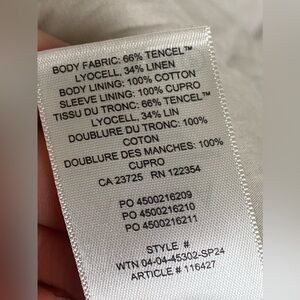 BODY FABRIC: 66% TENCEL™
LYOCELL, 34% LINEN
BODY LINING: 100% COTTON
SLEEVE LINING: 100% CUPRO
TISSU DU TRONC: 66% TENCEL™
LYOCELL, 34% LIN
DOUBLURE DU TRONC: 100%
COTON
DOUBLURE DES MANCHES: 100%
CUPRO
CA 23725 RN 122354
PO 4500216209
PO 4500216210
PO 4500216211
STYLE #
WTN 04-04-45302-SP24
ARTICLE # 116427